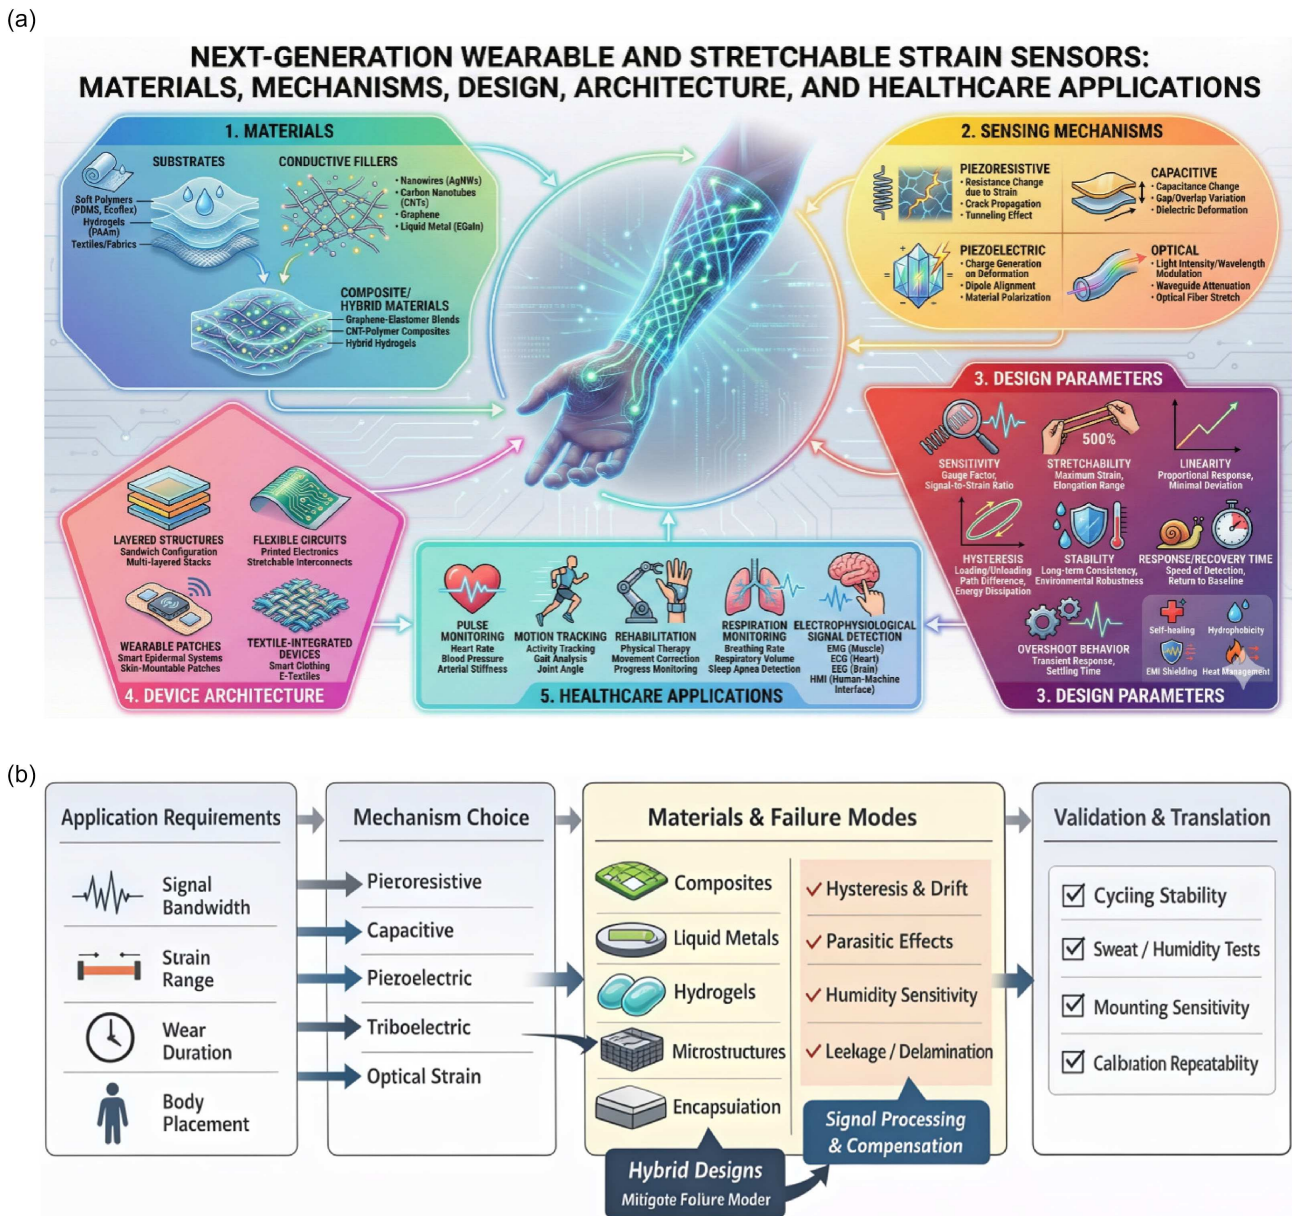 (a)
NEXT-GENERATION WEARABLE AND STRETCHABLE STRAIN SENSORS:
MATERIALS, MECHANISMS, DESIGN, ARCHITECTURE, AND HEALTHCARE APPLICATIONS
1. MATERIALS
SUBSTRATES
Soft Polymers
(PDMS, Ecoflex)
Hydrogels
(PAAm)
Textiles/Fabrics
CONDUCTIVE FILLERS
• Nanowires (AgNWs)
• Carbon Nanotubes
(CNTs)
• Graphene
• Liquid Metal (EGaIn)
COMPOSITE/
HYBRID MATERIALS
Graphene-Elastomer Blends
CNT-Polymer Composites
Hybrid Hydrogels
2. SENSING MECHANISMS
PIEZORESISTIVE
• Resistance Change
due to Strain
• Crack Propagation
• Tunneling Effect
CAPACITIVE
• Capacitance Change
• Gap/Overlap Variation
• Dielectric Deformation
PIEZOELECTRIC
• Charge Generation
on Deformation
• Dipole Alignment
• Material Polarization
OPTICAL
• Light Intensity/Wavelength
Modulation
• Waveguide Attenuation
• Optical Fiber Stretch
3. DESIGN PARAMETERS
SENSITIVITY
Gauge Factor,
Signal-to-Strain Ratio
500%
STRETCHABILITY
Maximum Strain,
Elongation Range
LINEARITY
Proportional Response,
Minimal Deviation
HYSTERESIS
Loading/Unloading
Path Difference,
Energy Dissipation
STABILITY
Long-term Consistency,
Environmental Robustness
RESPONSE/RECOVERY TIME
Speed of Detection,
Return to Baseline
OVERSHOOT BEHAVIOR
Transient Response,
Settling Time
Self-healing
Hydrophobicity
EMI Shielding
Heat Management
3. DESIGN PARAMETERS
LAYERED STRUCTURES
Sandwich Configuration
Multi-layered Stacks
FLEXIBLE CIRCUITS
Printed Electronics
Stretchable Interconnects
WEARABLE PATCHES
Smart Epidermal Systems
Skin-Mountable Patches
TEXTILE-INTEGRATED
DEVICES
Smart Clothing
E-Textiles
4. DEVICE ARCHITECTURE
PULSE
MONITORING
Heart Rate
Blood Pressure
Arterial Stiffness
MOTION TRACKING
Activity Tracking
Gait Analysis
Joint Angle
REHABILITATION
Physical Therapy
Movement Correction
Progress Monitoring
RESPIRATION
MONITORING
Breathing Rate
Respiratory Volume
Sleep Apnea Detection
ELECTROPHYSIOLOGICAL
SIGNAL DETECTION
EMG (Muscle)
ECG (Heart)
EEG (Brain)
HMI (Human-Machine
Interface)
5. HEALTHCARE APPLICATIONS
(b)
Application Requirements
Signal
Bandwidth
Strain
Range
Wear
Duration
Body
Placement
Mechanism Choice
Piezoresistive
Capacitive
Piezoelectric
Triboelectric
Optical Strain
Materials & Failure Modes
Composites
Liquid Metals
Hydrogels
Microstructures
Encapsuiation
Hysteresis & Drift
Parasitic Effects
Humidity Sensitivity
Leekage / Delamination
Hybrid Designs
Mitigate Foilure Moder
Signal Processing
& Compensation
Validation & Translation
Cycling Stability
Sweat / Humidity Tests
Mounting Sensitivity
Calbration Repeatabiity